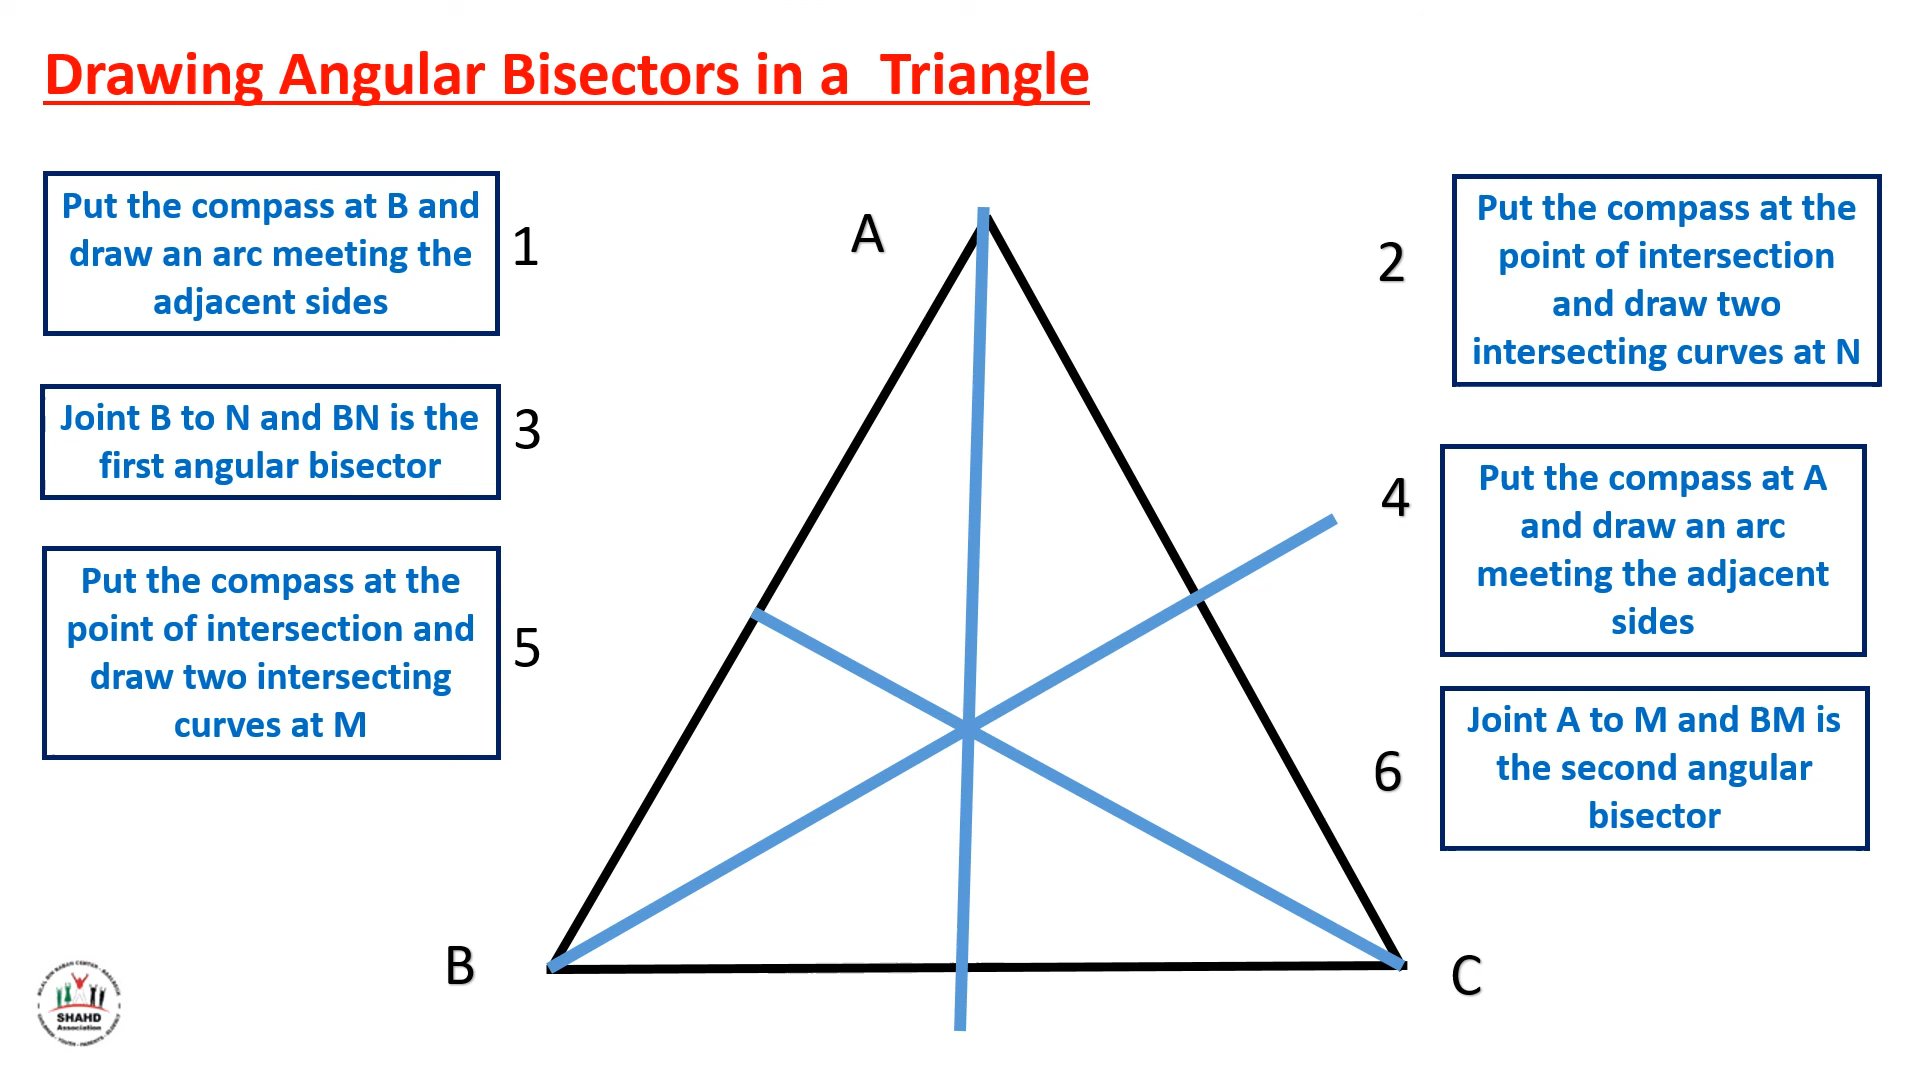 Drawing Angular Bisectors in a Triangle
Put the compass at B and
draw an arc meeting the
adjacent sides
1
A
2
Put the compass at the
point of intersection
and draw two
intersecting curves at N
Joint B to N and BN is the
first angular bisector
3
4
Put the compass at A
and draw an arc
meeting the adjacent
sides
Put the compass at the
point of intersection and
draw two intersecting
curves at M
5
6
Joint A to M and BM is
the second angular
bisector
B
C
SHAHD
Association